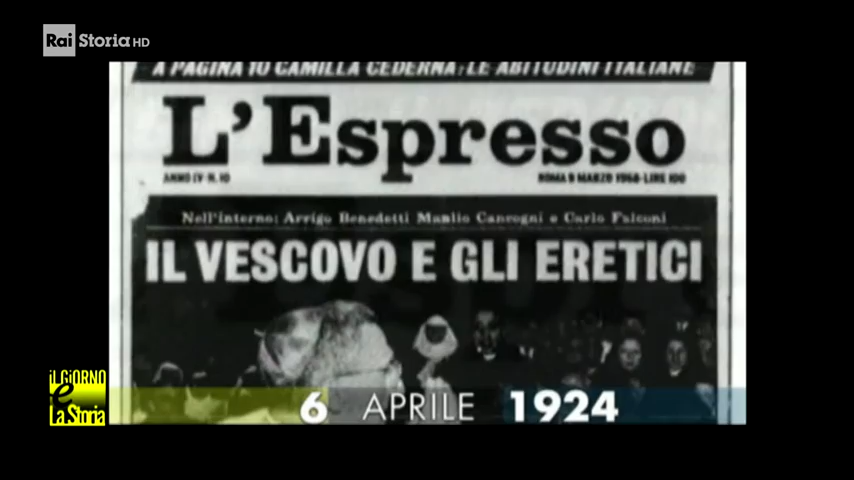 Rai Storia HD
A PAGINA 10 CAMILLA CEDERNA: LE ABITUDINI ITALIANE
L'Espresso
ANNO IV - N. 10
ROMA 9 MARZO 1958 - LIRE 100
Nell'interno: Arrigo Benedetti Manlio Cancogni e Carlo Falconi
IL VESCOVO E GLI ERETICI
iL GiORNO
è
La Storia
6 APRILE 1924